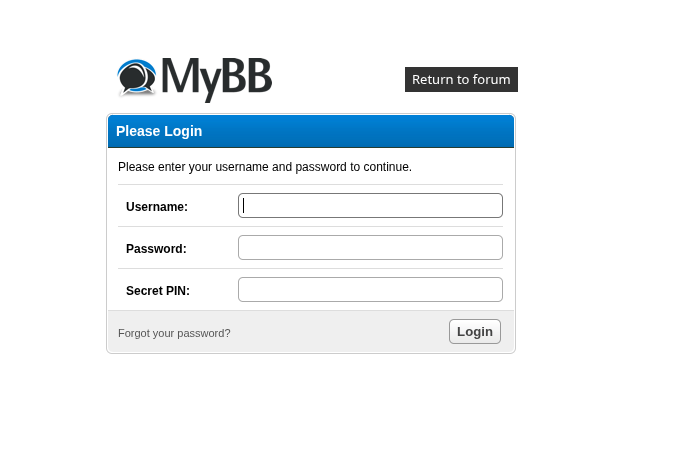 MyBB
Return to forum
Please Login
Please enter your username and password to continue.
Username:
Password:
Secret PIN:
Forgot your password?
Login